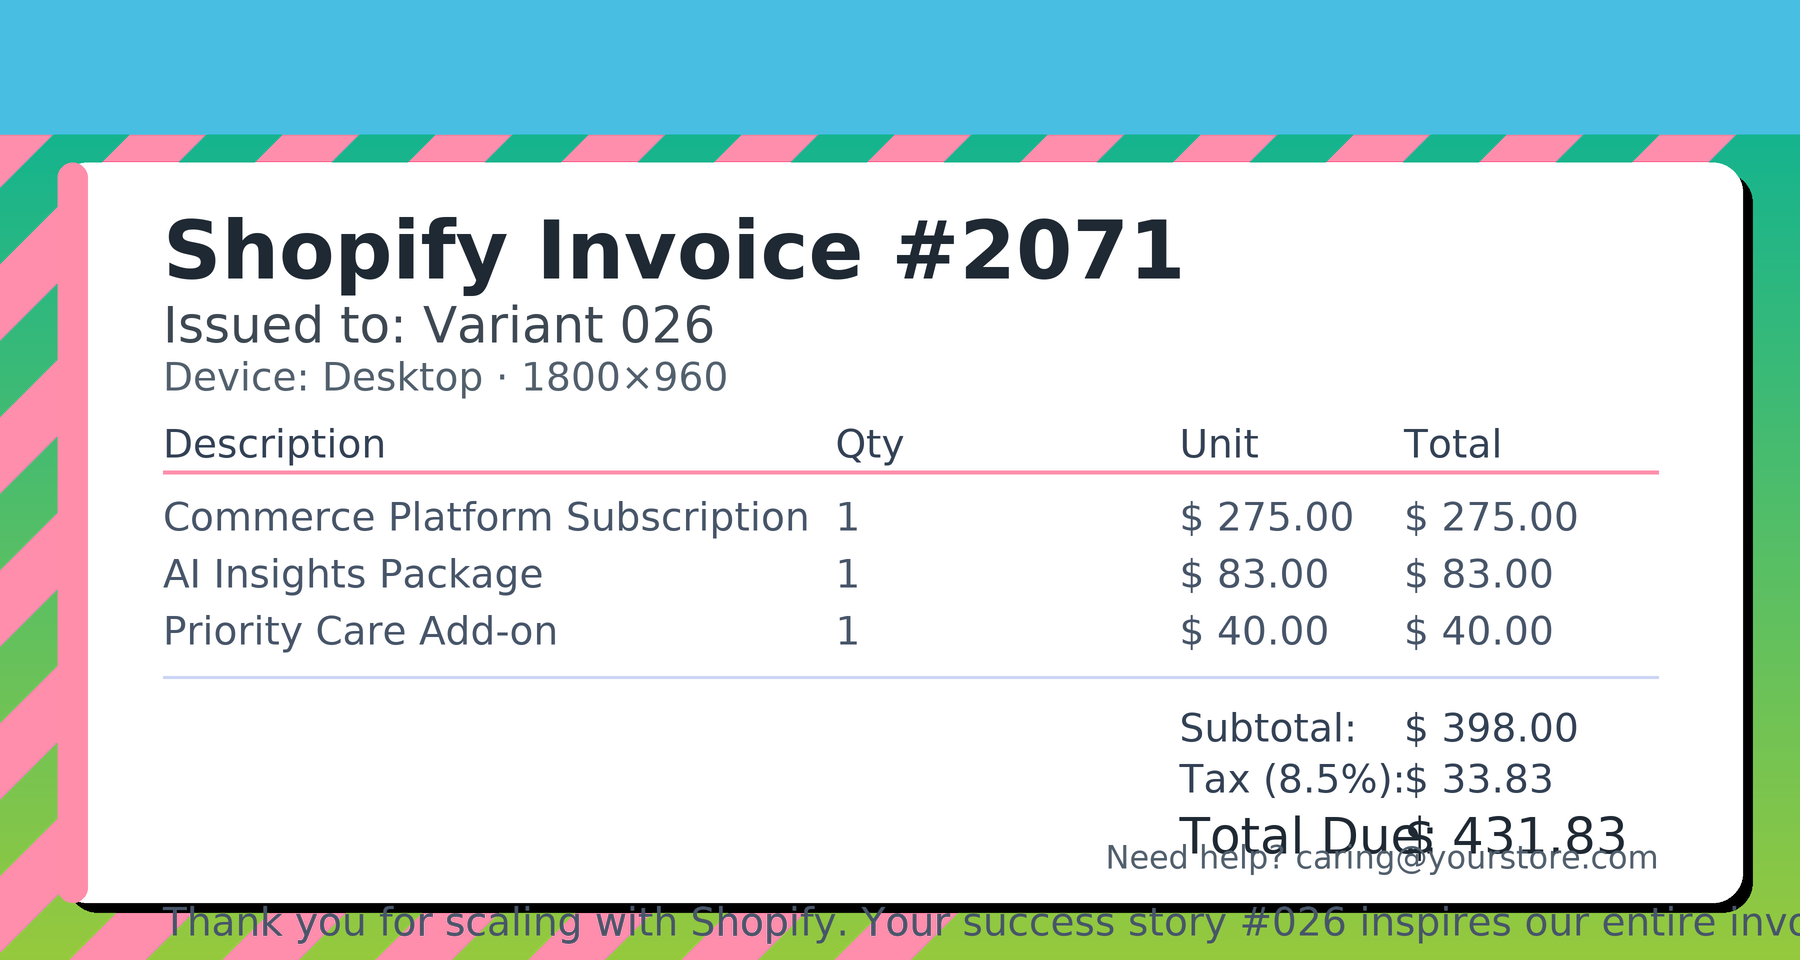 Shopify Invoice #2071
Issued to: Variant 026
Device: Desktop · 1800×960
Description Qty Unit Total
Commerce Platform Subscription 1 $ 275.00 $ 275.00
AI Insights Package 1 $ 83.00 $ 83.00
Priority Care Add-on 1 $ 40.00 $ 40.00
Subtotal: $ 398.00
Tax (8.5%): $ 33.83
Total Due: $ 431.83
Need help? caring@yourstore.com
Thank you for scaling with Shopify. Your success story #026 inspires our entire